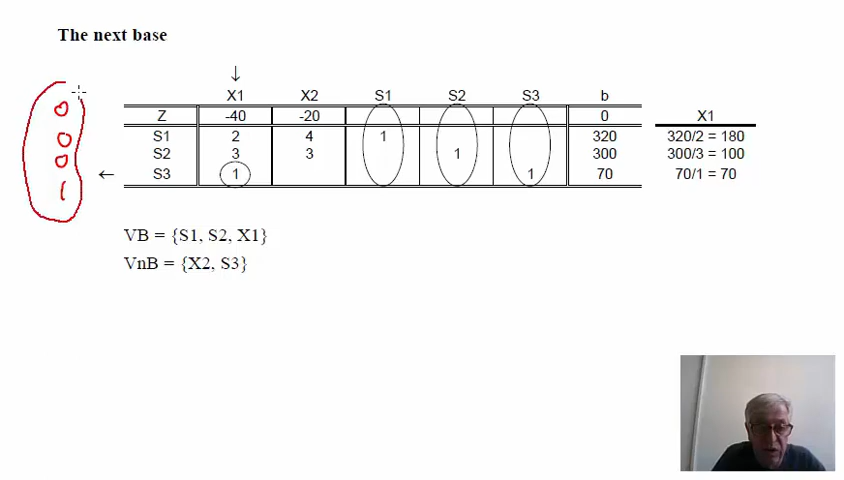 The next base
↓
X1 X2 S1 S2 S3 b
Z -40 -20 0 X1
S1 2 4 1 320 320/2 = 180
S2 3 3 1 300 300/3 = 100
← S3 1 1 70 70/1 = 70
0
0
0
1
VB = {S1, S2, X1}
VnB = {X2, S3}